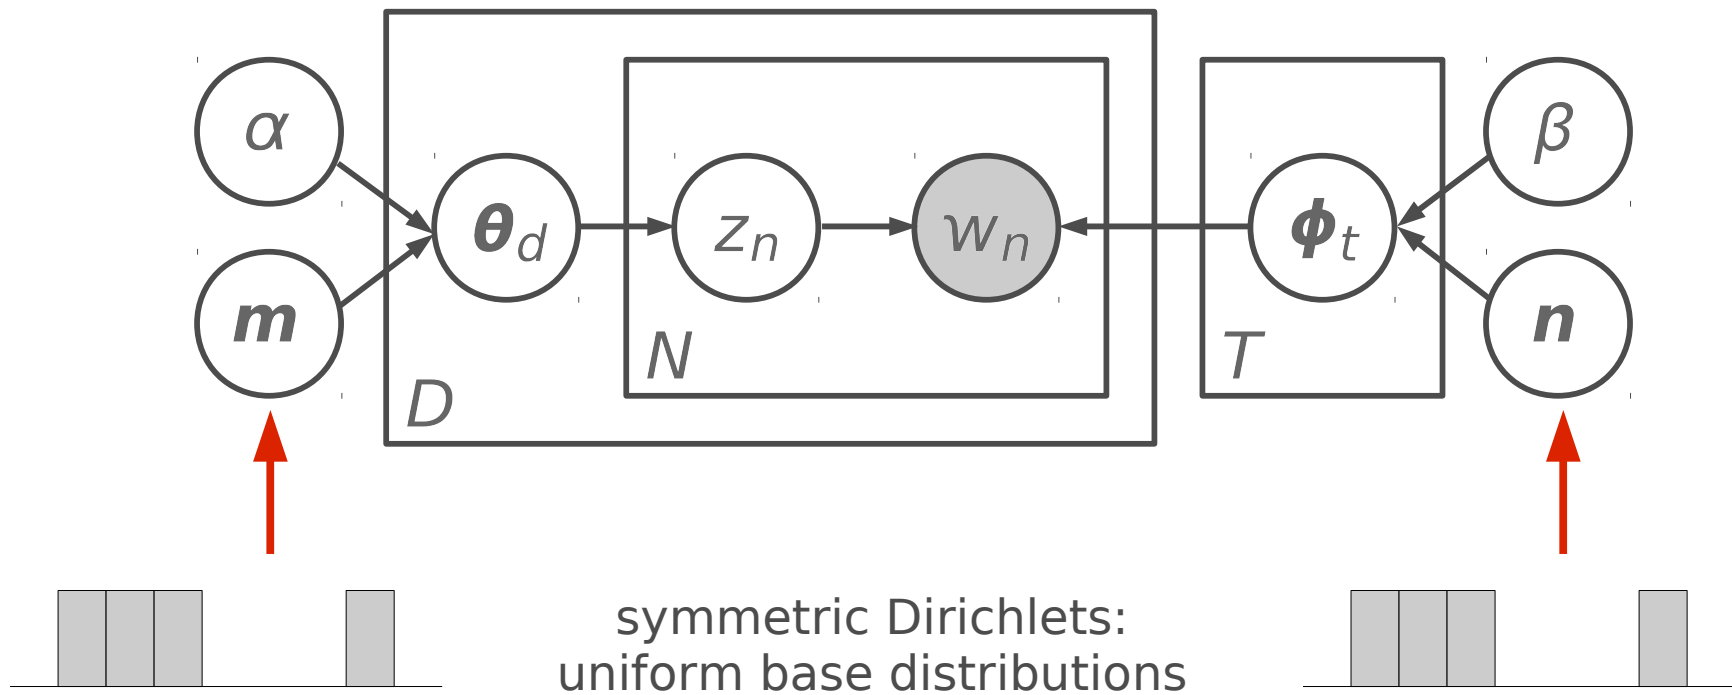 α
β
θd
zn
wn
ϕt
m
n
N
T
D
symmetric Dirichlets:
uniform base distributions